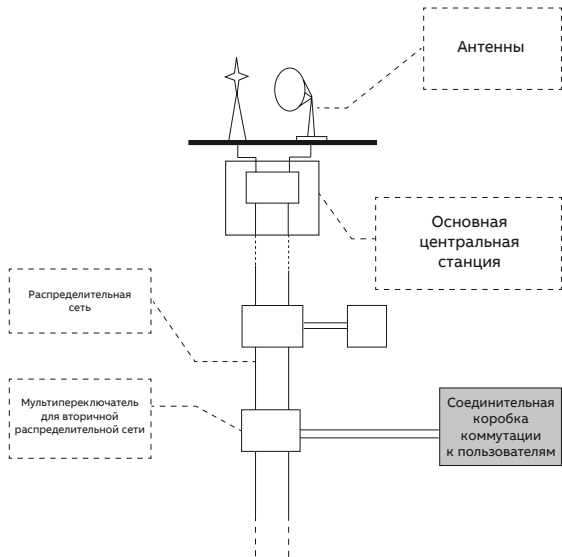 Антенны
Основная
центральная
станция
Распределительная
сеть
Мультипереключатель
для вторичной
распределительной сети
Соединительная
коробка
коммутации
к пользователям